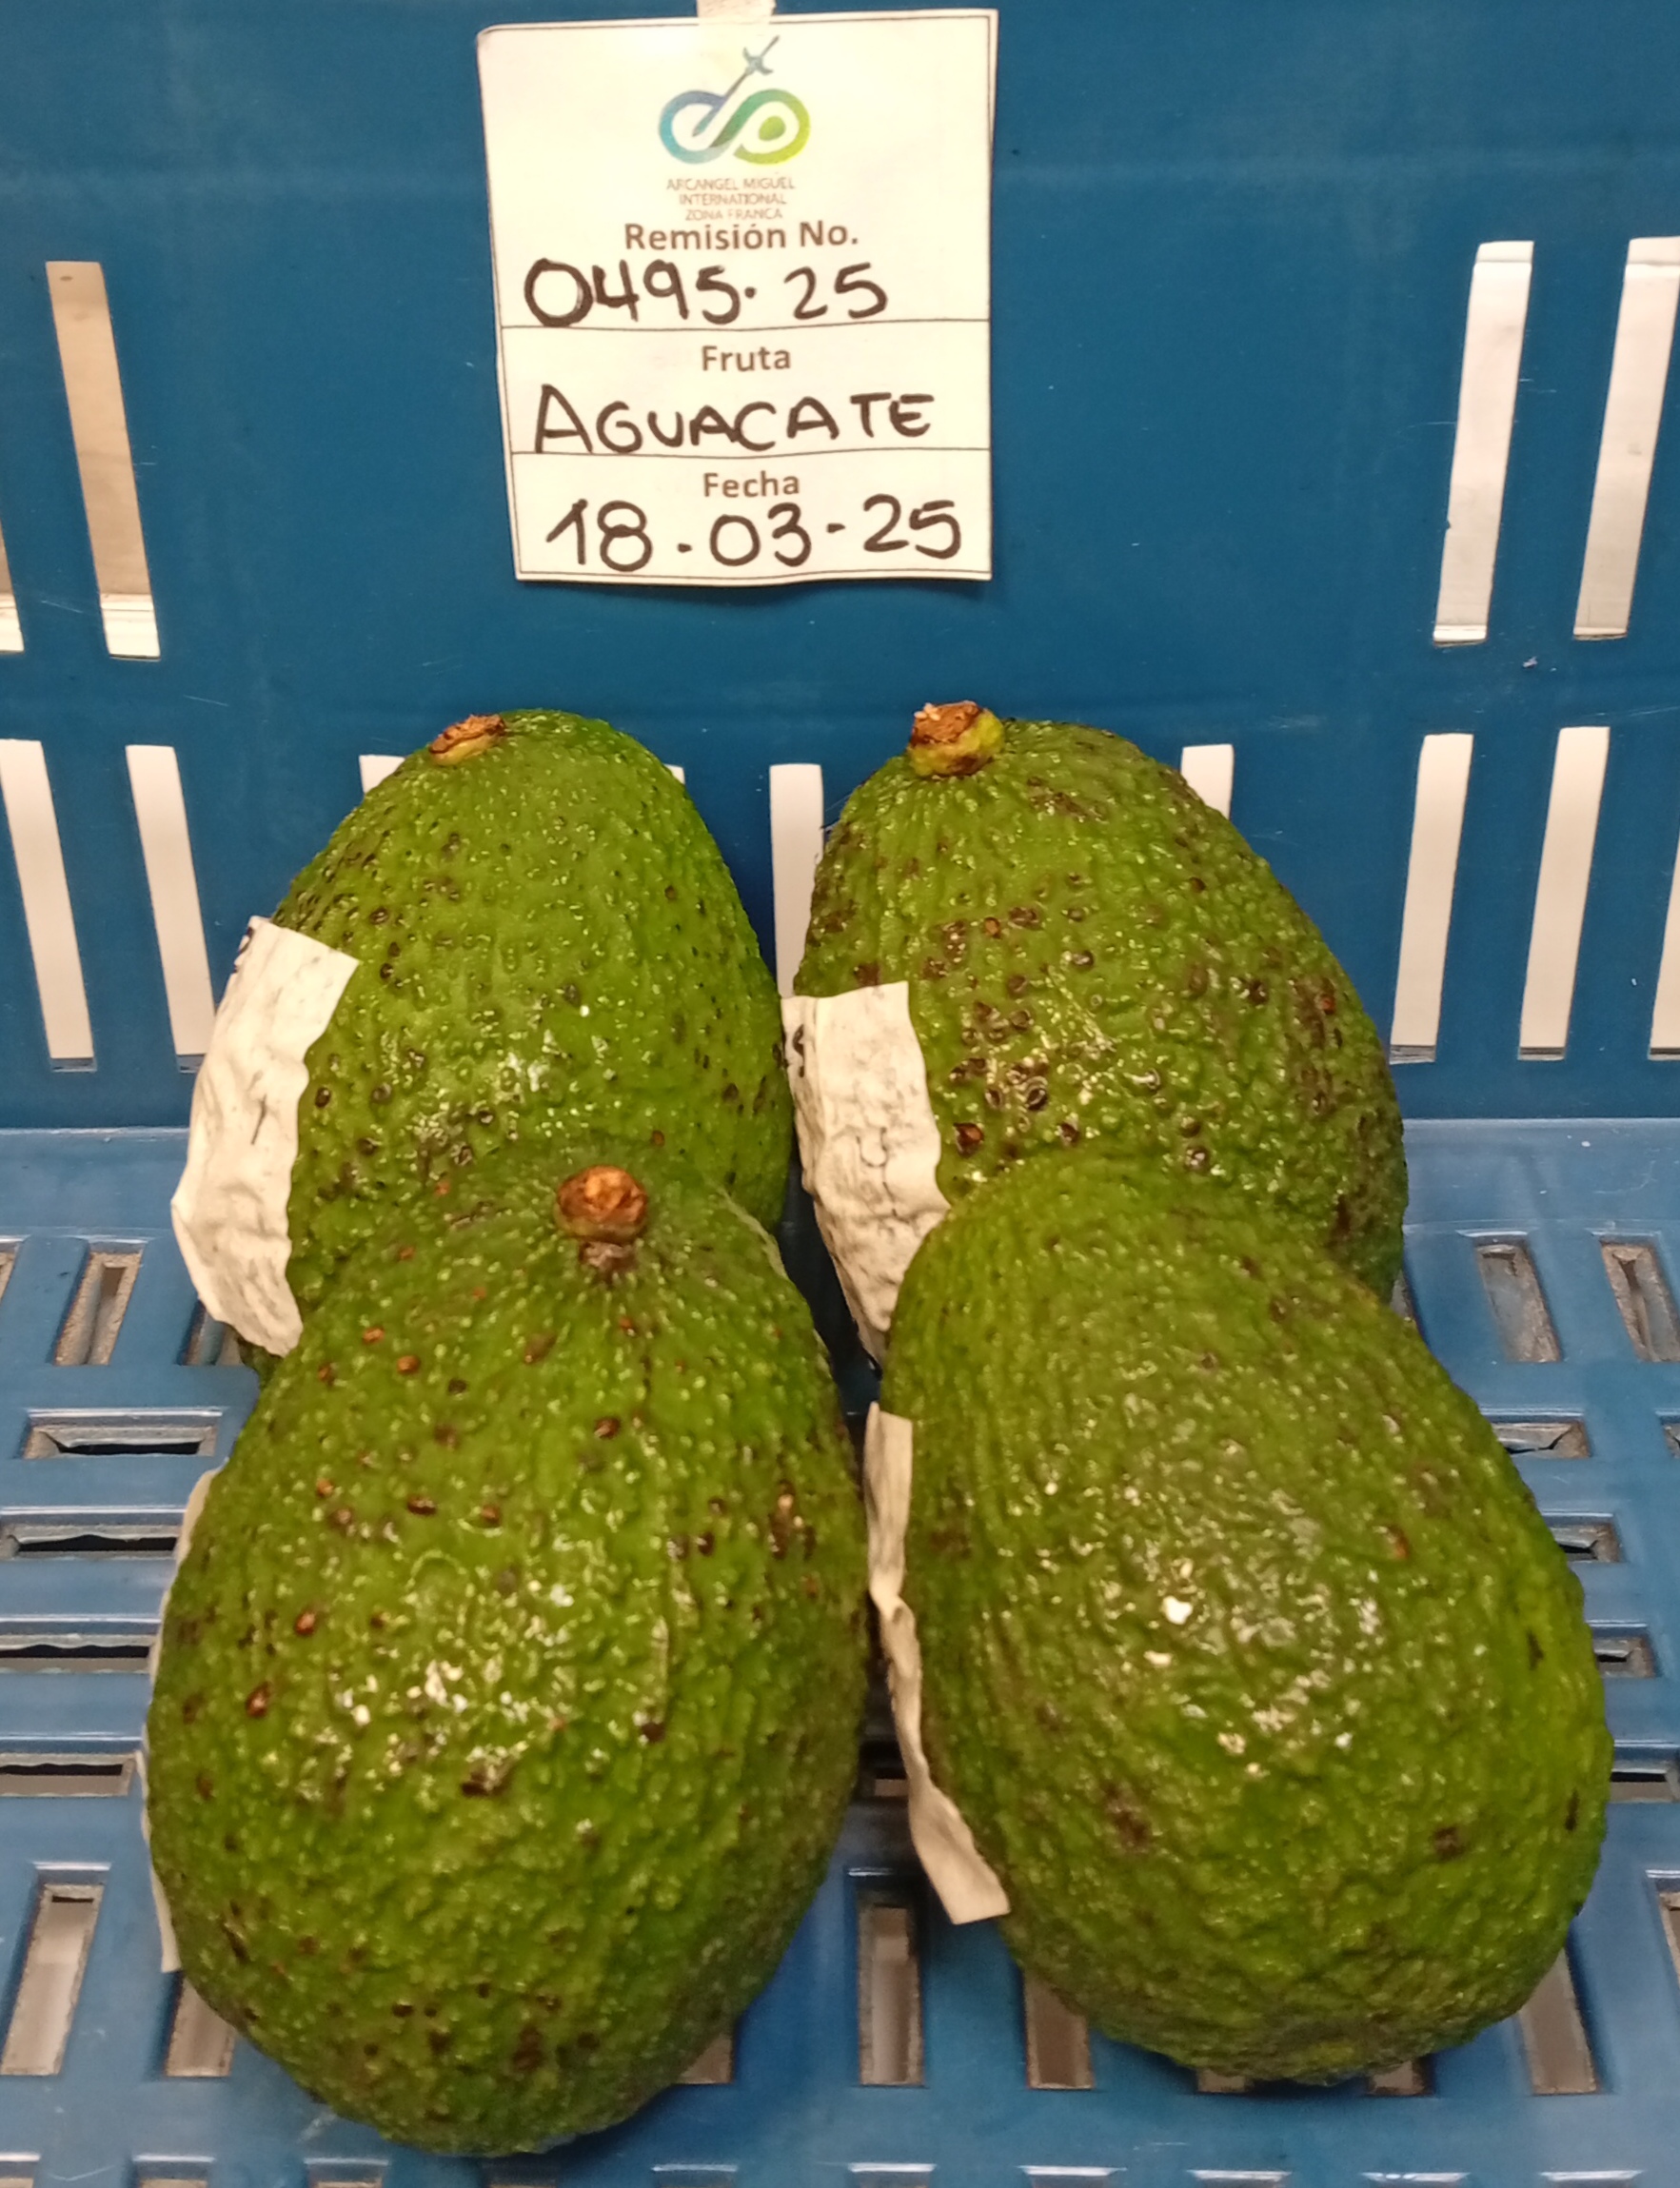 ARCANGEL MIGUEL
INTERNATIONAL
ZONA FRANCA
Remisión No.
0495.25
Fruta
AGUACATE
Fecha
18-03-25